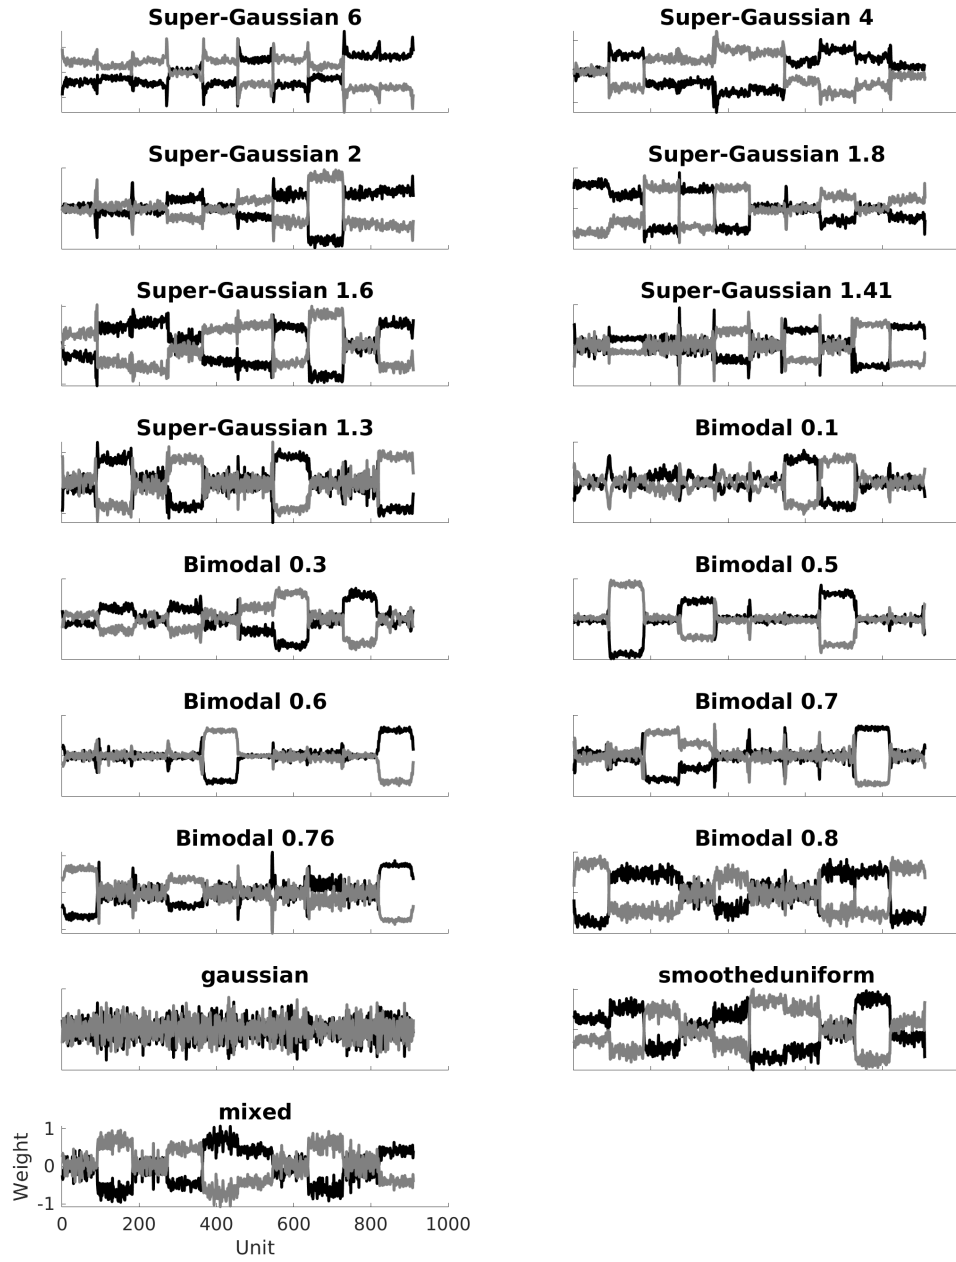 Super-Gaussian 6
Super-Gaussian 4
Super-Gaussian 2
Super-Gaussian 1.8
Super-Gaussian 1.6
Super-Gaussian 1.41
Super-Gaussian 1.3
Bimodal 0.1
Bimodal 0.3
Bimodal 0.5
Bimodal 0.6
Bimodal 0.7
Bimodal 0.76
Bimodal 0.8
gaussian
smootheduniform
mixed
Weight
1
0
-1
0 200 400 600 800 1000
Unit